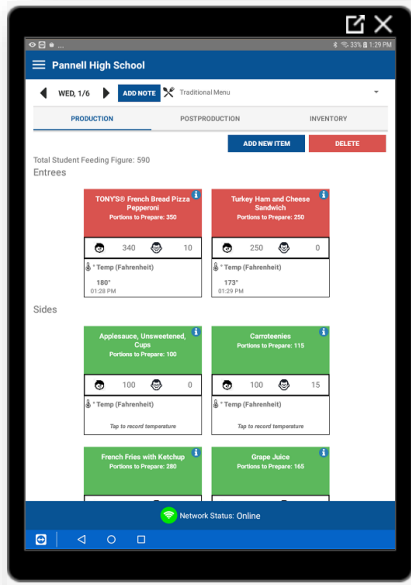 33% 1:29 PM
Pannell High School
WED, 1/6 ADD NOTE Traditional Menu
PRODUCTION POSTPRODUCTION INVENTORY
ADD NEW ITEM DELETE
Total Student Feeding Figure: 590
Entrees
TONY'S® French Bread Pizza
Pepperoni
Portions to Prepare: 350
340 10
° Temp (Fahrenheit)
180°
01:28 PM
Turkey Ham and Cheese
Sandwich
Portions to Prepare: 250
250 0
° Temp (Fahrenheit)
173°
01:29 PM
Sides
Applesauce, Unsweetened,
Cups
Portions to Prepare: 100
100 0
° Temp (Fahrenheit)
Tap to record temperature
Carroteenies
Portions to Prepare: 115
100 15
° Temp (Fahrenheit)
Tap to record temperature
French Fries with Ketchup
Portions to Prepare: 280
Grape Juice
Portions to Prepare: 165
Network Status: Online